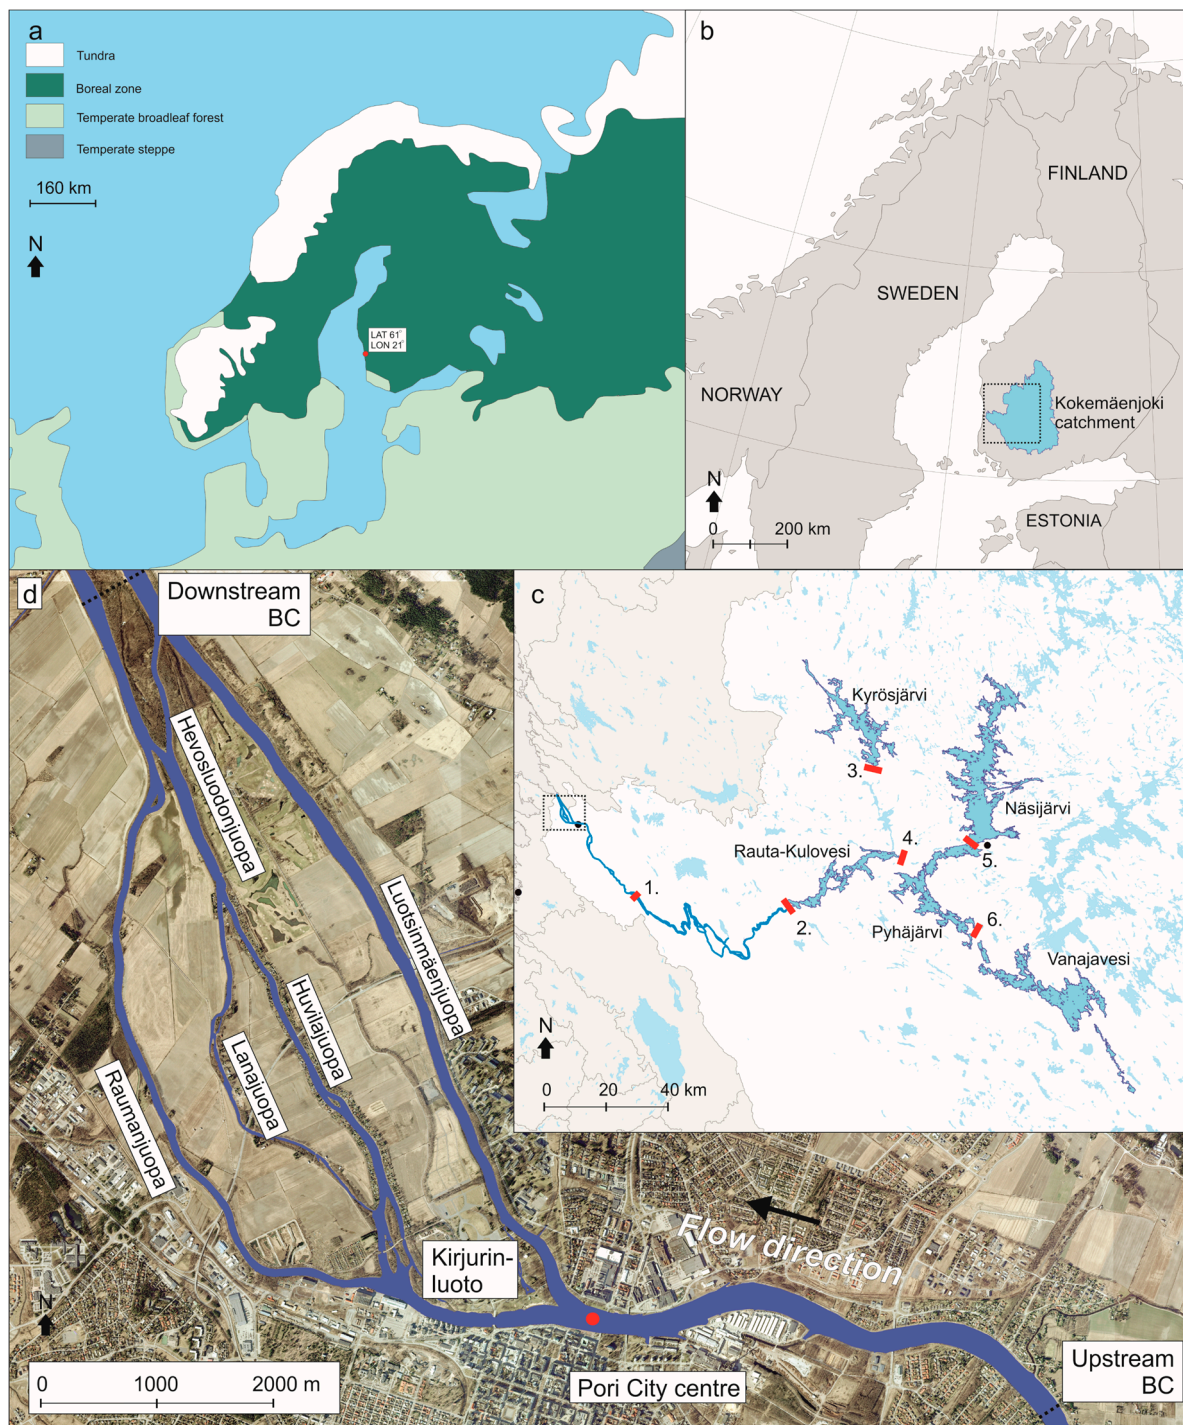 a
Tundra
Boreal zone
Temperate broadleaf forest
Temperate steppe
160 km
N
LAT 61°
LON 21°
b
FINLAND
SWEDEN
NORWAY
Kokemäenjoki
catchment
N
0 200 km
ESTONIA
c
Kyrösjärvi
3.
Näsijärvi
Rauta-Kulovesi
4.
5.
1.
2.
Pyhäjärvi
6.
Vanajavesi
N
0 20 40 km
d
Downstream
BC
Hevosluodonjuopa
Luotsinmäenjuopa
Huvilajuopa
Lanajuopa
Raumanjuopa
Kirjurin-
luoto
Flow direction
N
0 1000 2000 m
Pori City centre
Upstream
BC